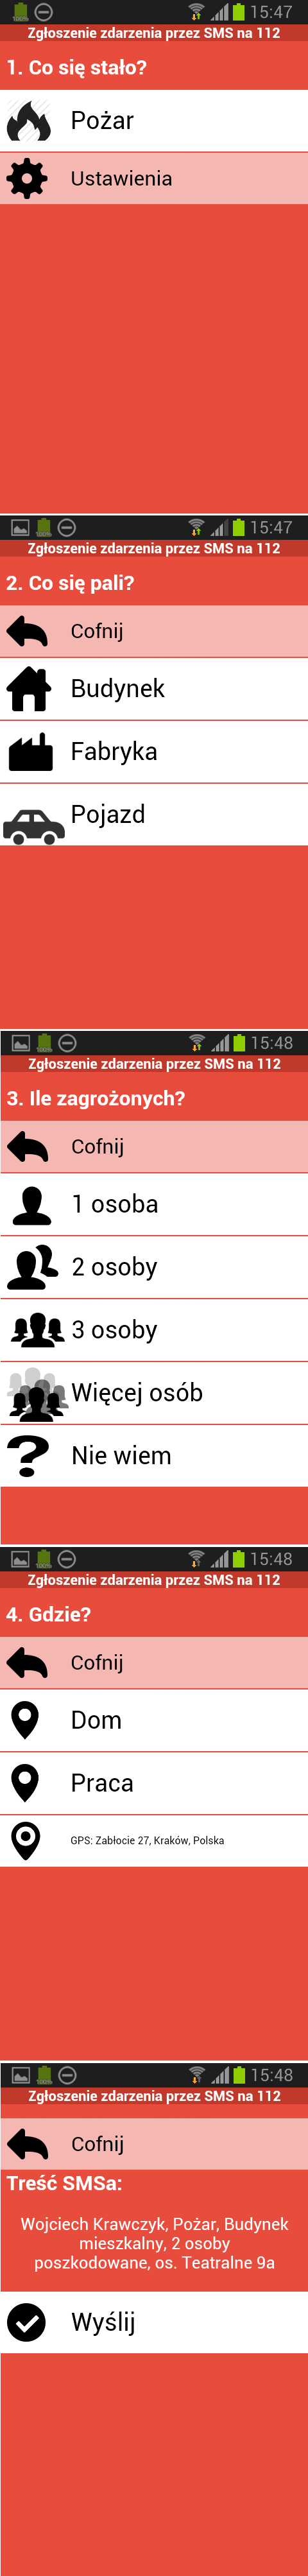 15:47
Zgłoszenie zdarzenia przez SMS na 112
1. Co się stało?
Pożar
Ustawienia
100%
15:47
Zgłoszenie zdarzenia przez SMS na 112
2. Co się pali?
Cofnij
Budynek
Fabryka
Pojazd
100%
15:48
Zgłoszenie zdarzenia przez SMS na 112
3. Ile zagrożonych?
Cofnij
1 osoba
2 osoby
3 osoby
Więcej osób
Nie wiem
100%
15:48
Zgłoszenie zdarzenia przez SMS na 112
4. Gdzie?
Cofnij
Dom
Praca
GPS: Zabłocie 27, Kraków, Polska
100%
15:48
Zgłoszenie zdarzenia przez SMS na 112
Cofnij
Treść SMSa:
Wojciech Krawczyk, Pożar, Budynek
mieszkalny, 2 osoby
poszkodowane, os. Teatralne 9a
Wyślij